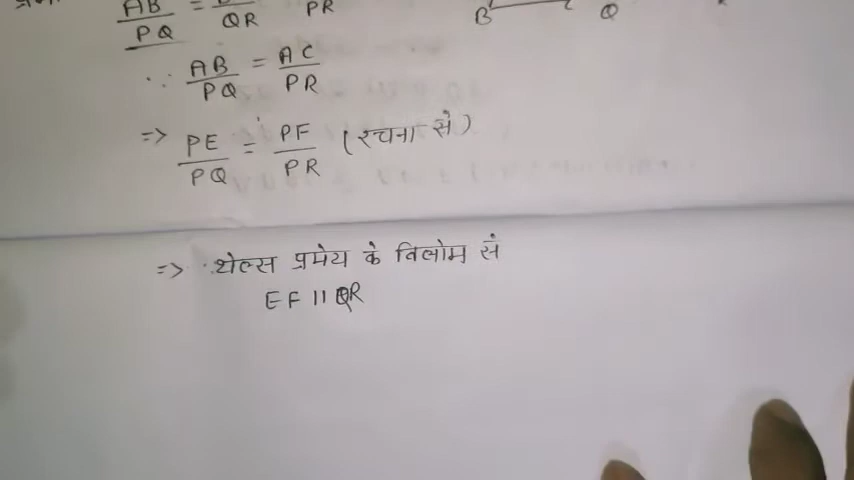 AB/PQ = /QR PR
B Q
∵ AB/PQ = AC/PR
=> PE/PQ = PF/PR (रचना से)
=> थेल्स प्रमेय के विलोम से
EF || QR